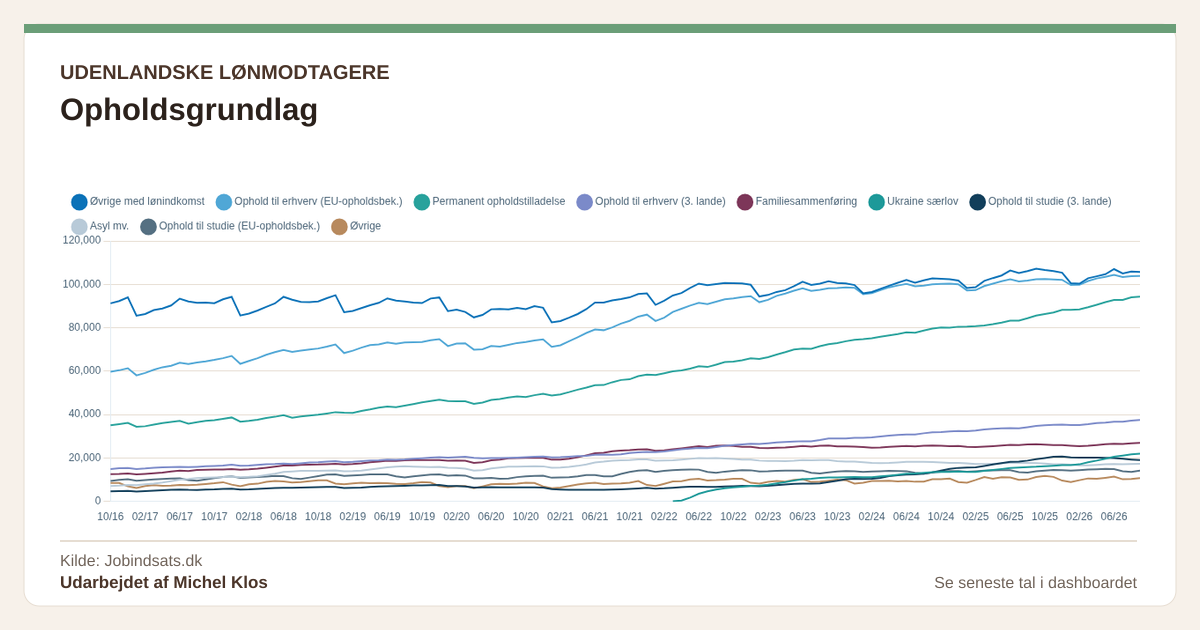 UDENLANDSKE LØNMODTAGERE
Opholdsgrundlag
Øvrige med lønindkomst Ophold til erhverv (EU-opholdsbek.) Permanent opholdstilladelse Ophold til erhverv (3. lande) Familiesammenføring Ukraine særlov Ophold til studie (3. lande)
Asyl mv. Ophold til studie (EU-opholdsbek.) Øvrige
120,000
100,000
80,000
60,000
40,000
20,000
0
10/16 02/17 06/17 10/17 02/18 06/18 10/18 02/19 06/19 10/19 02/20 06/20 10/20 02/21 06/21 10/21 02/22 06/22 10/22 02/23 06/23 10/23 02/24 06/24 10/24 02/25 06/25 10/25 02/26 06/26
Kilde: Jobindsats.dk
Udarbejdet af Michel Klos
Se seneste tal i dashboardet